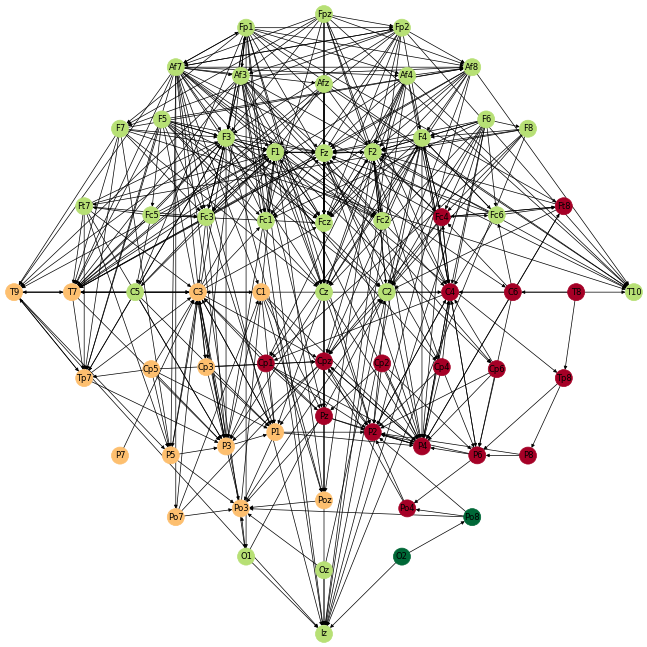 Fpz
Fp1 Fp2
Af7 Af3 Afz Af4 Af8
F7 F5 F3 F1 Fz F2 F4 F6 F8
Ft7 Fc5 Fc3 Fc1 Fcz Fc2 Fc4 Fc6 Ft8
T9 T7 C5 C3 C1 Cz C2 C4 C6 T10
Tp7 Cp5 Cp3 Cp1 Cpz Cp2 Cp4 Cp6 Tp8
P7 P5 P3 P1 Pz P2 P4 P6 P8
Po7 Po3 Poz Po4 Po8
O1 Oz O2
Iz